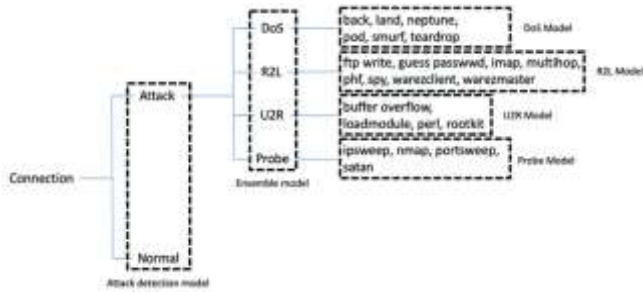 DoS
back, land, neptune,
pod, smurf, teardrop
DoS Model
R2L
ftp write, guess passwwd, imap, multihop,
phf, spy, warezclient, warezmaster
R2L Model
Attack
U2R
buffer overflow,
loadmodule, perl, rootkit
U2R Model
Probe
ipsweep, nmap, portsweep,
satan
Probe Model
Ensemble model
Connection
Normal
Attack detection model